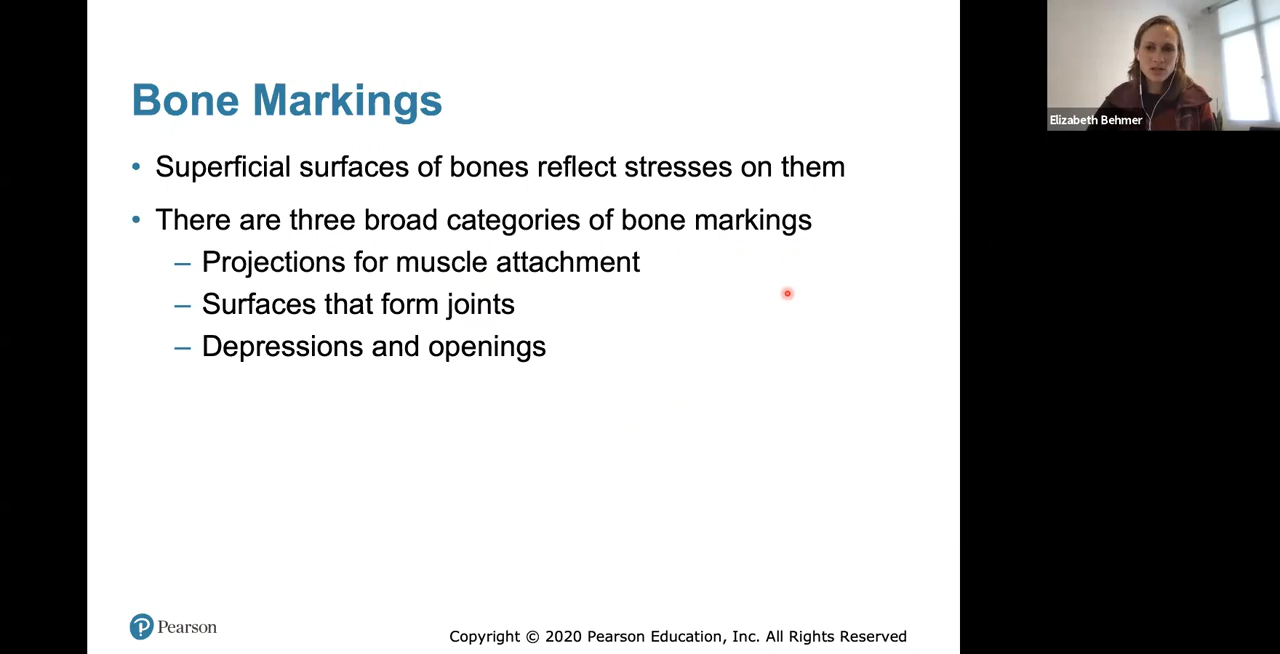 Bone Markings
• Superficial surfaces of bones reflect stresses on them
• There are three broad categories of bone markings
– Projections for muscle attachment
– Surfaces that form joints
– Depressions and openings
Pearson
Copyright © 2020 Pearson Education, Inc. All Rights Reserved
Elizabeth Behmer